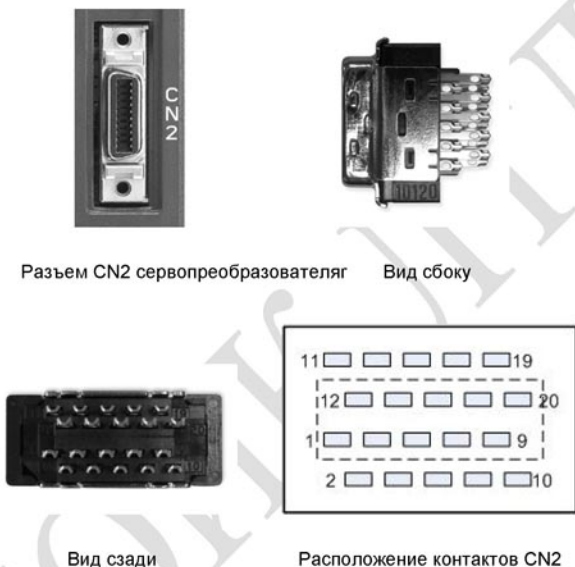 CN2
10120
Разъем CN2 сервопреобразователяг
Вид сбоку
11 19
12 20
1 9
2 10
Вид сзади
Расположение контактов CN2